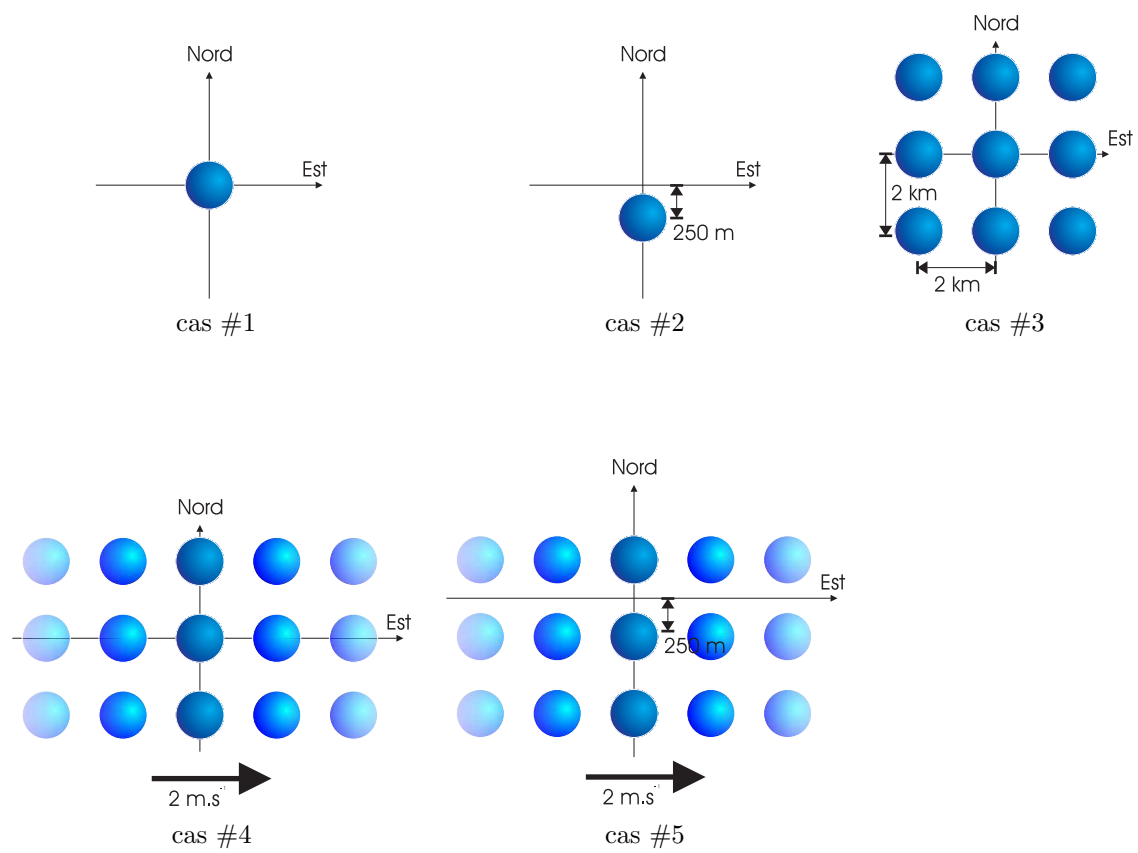 Nord
Est
cas #1
Nord
Est
250 m
cas #2
Nord
Est
2 km
2 km
cas #3
Nord
Est
2 m.s⁻¹
cas #4
Nord
Est
250 m
2 m.s⁻¹
cas #5